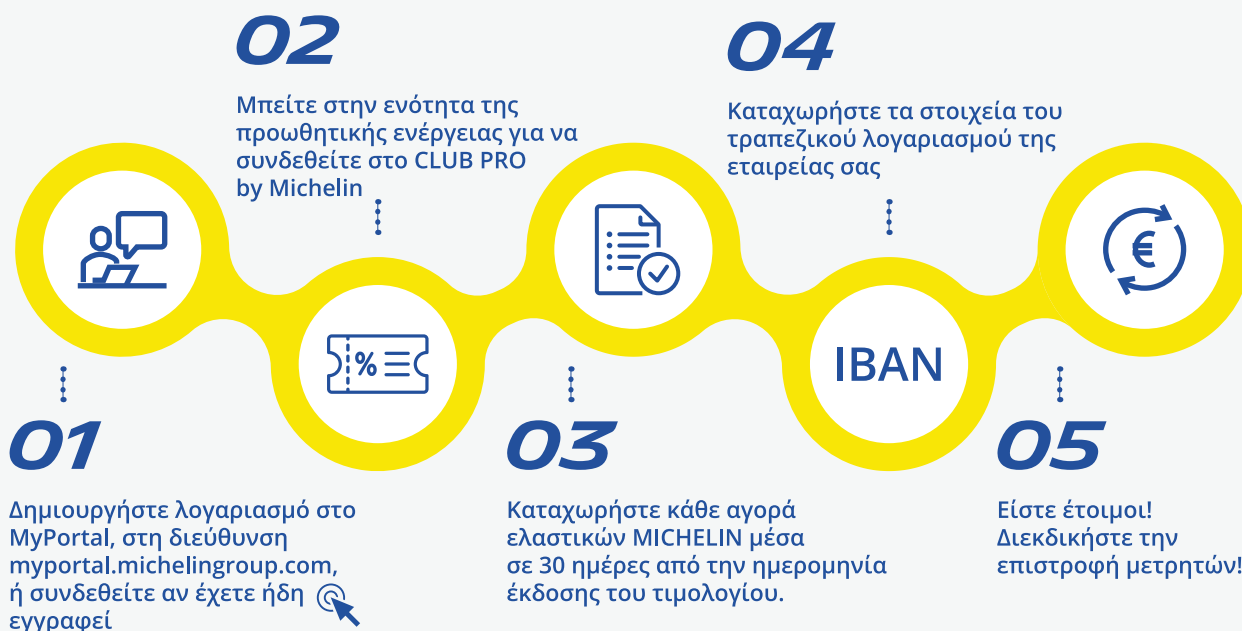 01
Δημιουργήστε λογαριασμό στο
MyPortal, στη διεύθυνση
myportal.michelingroup.com,
ή συνδεθείτε αν έχετε ήδη
εγγραφεί
02
Μπείτε στην ενότητα της
προωθητικής ενέργειας για να
συνδεθείτε στο CLUB PRO
by Michelin
%
03
Καταχωρήστε κάθε αγορά
ελαστικών MICHELIN μέσα
σε 30 ημέρες από την ημερομηνία
έκδοσης του τιμολογίου.
04
Καταχωρήστε τα στοιχεία του
τραπεζικού λογαριασμού της
εταιρείας σας
IBAN
€
05
Είστε έτοιμοι!
Διεκδικήστε την
επιστροφή μετρητών!